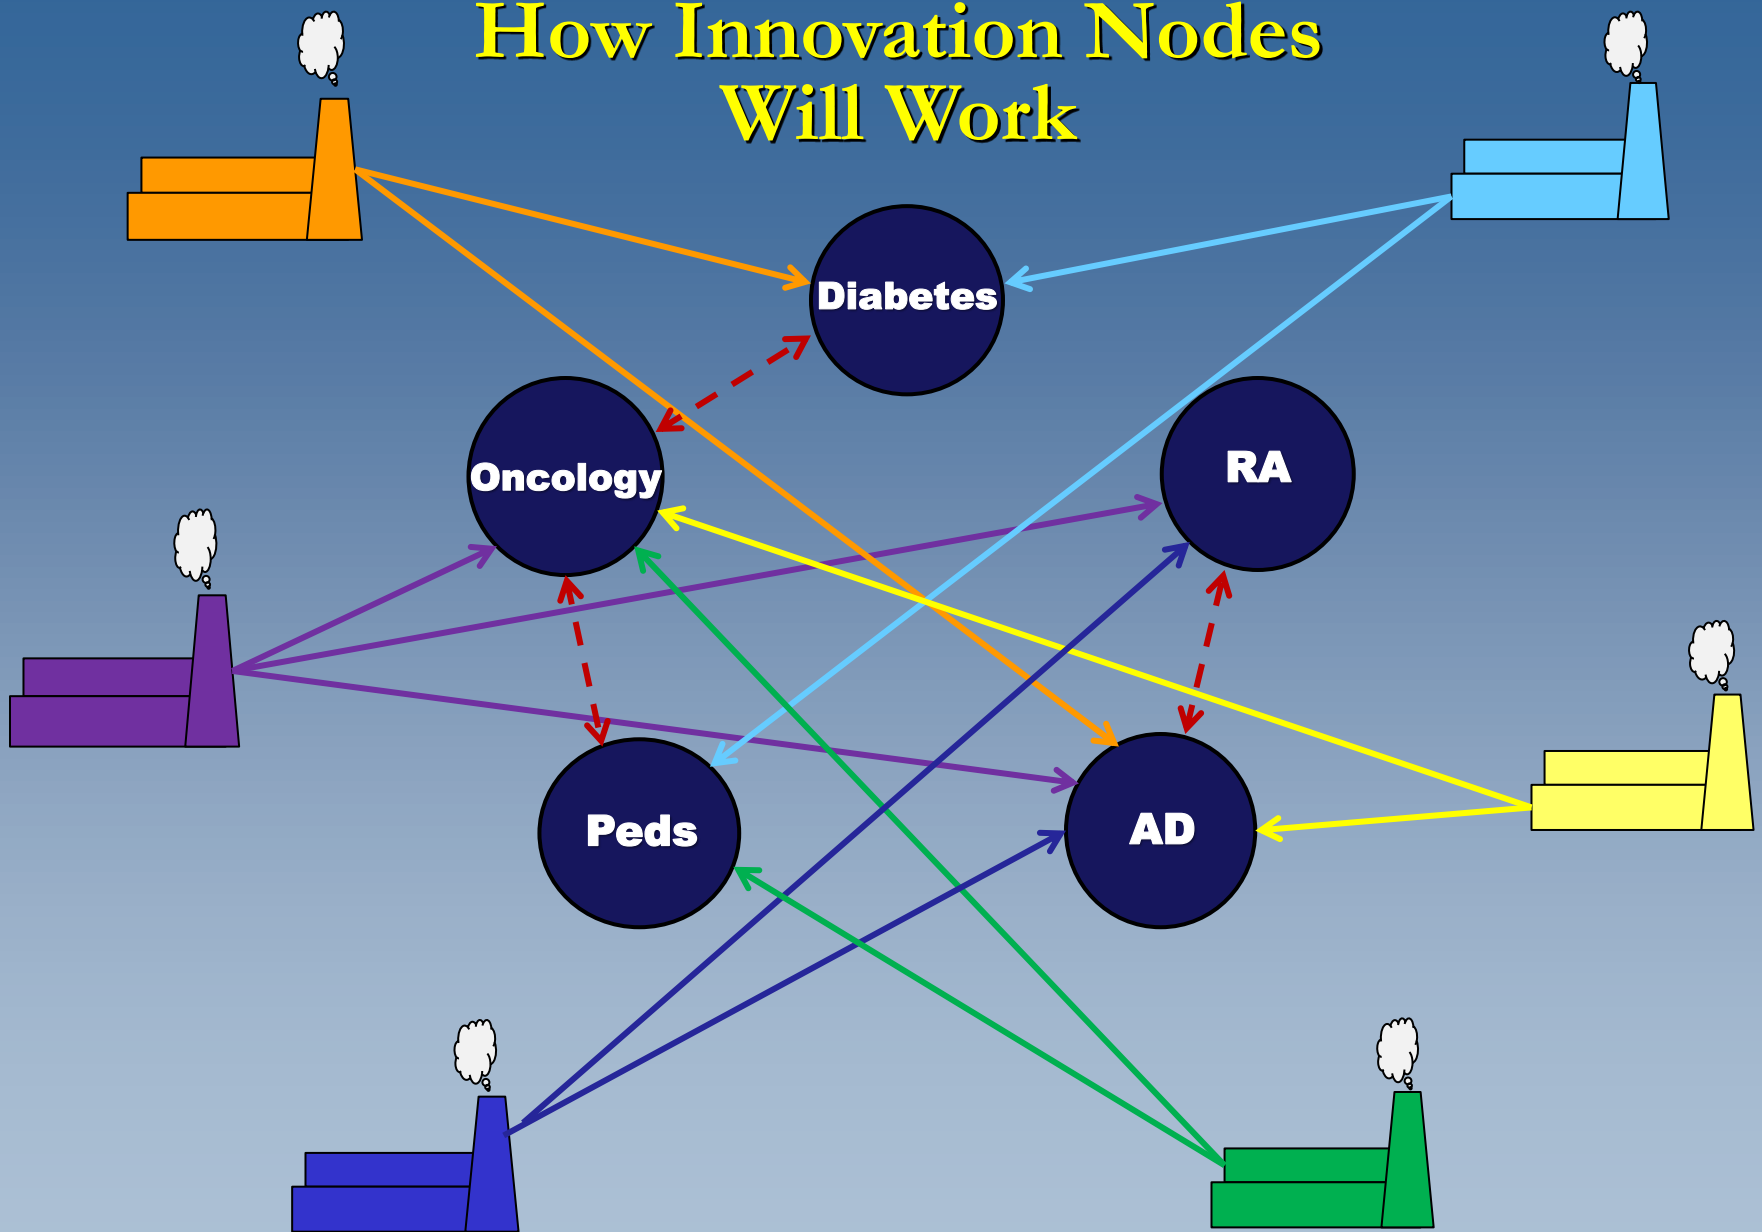 How Innovation Nodes
Will Work
Diabetes
Oncology
RA
Peds
AD